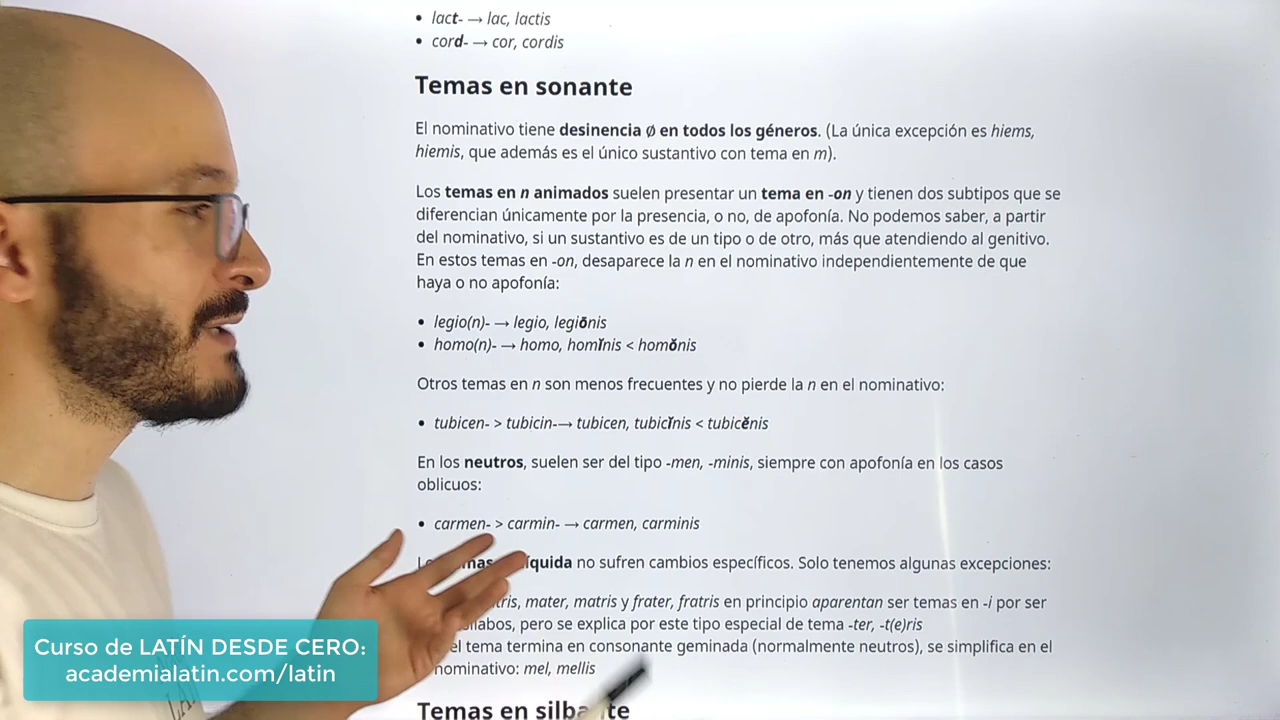 • lact- → lac, lactis
• cord- → cor, cordis
Temas en sonante
El nominativo tiene desinencia ø en todos los géneros. (La única excepción es hiems,
hiemis, que además es el único sustantivo con tema en m).
Los temas en n animados suelen presentar un tema en -on y tienen dos subtipos que se
diferencian únicamente por la presencia, o no, de apofonía. No podemos saber, a partir
del nominativo, si un sustantivo es de un tipo o de otro, más que atendiendo al genitivo.
En estos temas en -on, desaparece la n en el nominativo independientemente de que
haya o no apofonía:
• legio(n)- → legio, legiōnis
• homo(n)- → homo, homĭnis < homŏnis
Otros temas en n son menos frecuentes y no pierde la n en el nominativo:
• tubicen- > tubicin-→ tubicen, tubicĭnis < tubicĕnis
En los neutros, suelen ser del tipo -men, -minis, siempre con apofonía en los casos
oblicuos:
• carmen- > carmin- → carmen, carminis
no sufren cambios específicos. Solo tenemos algunas excepciones:
mater, matris y frater, fratris en principio aparentan ser temas en -i por ser
pero se explica por este tipo especial de tema -ter, -t(e)ris
el tema termina en consonante geminada (normalmente neutros), se simplifica en el
nominativo: mel, mellis
Temas en
Curso de LATÍN DESDE CERO:
academialatin.com/latin